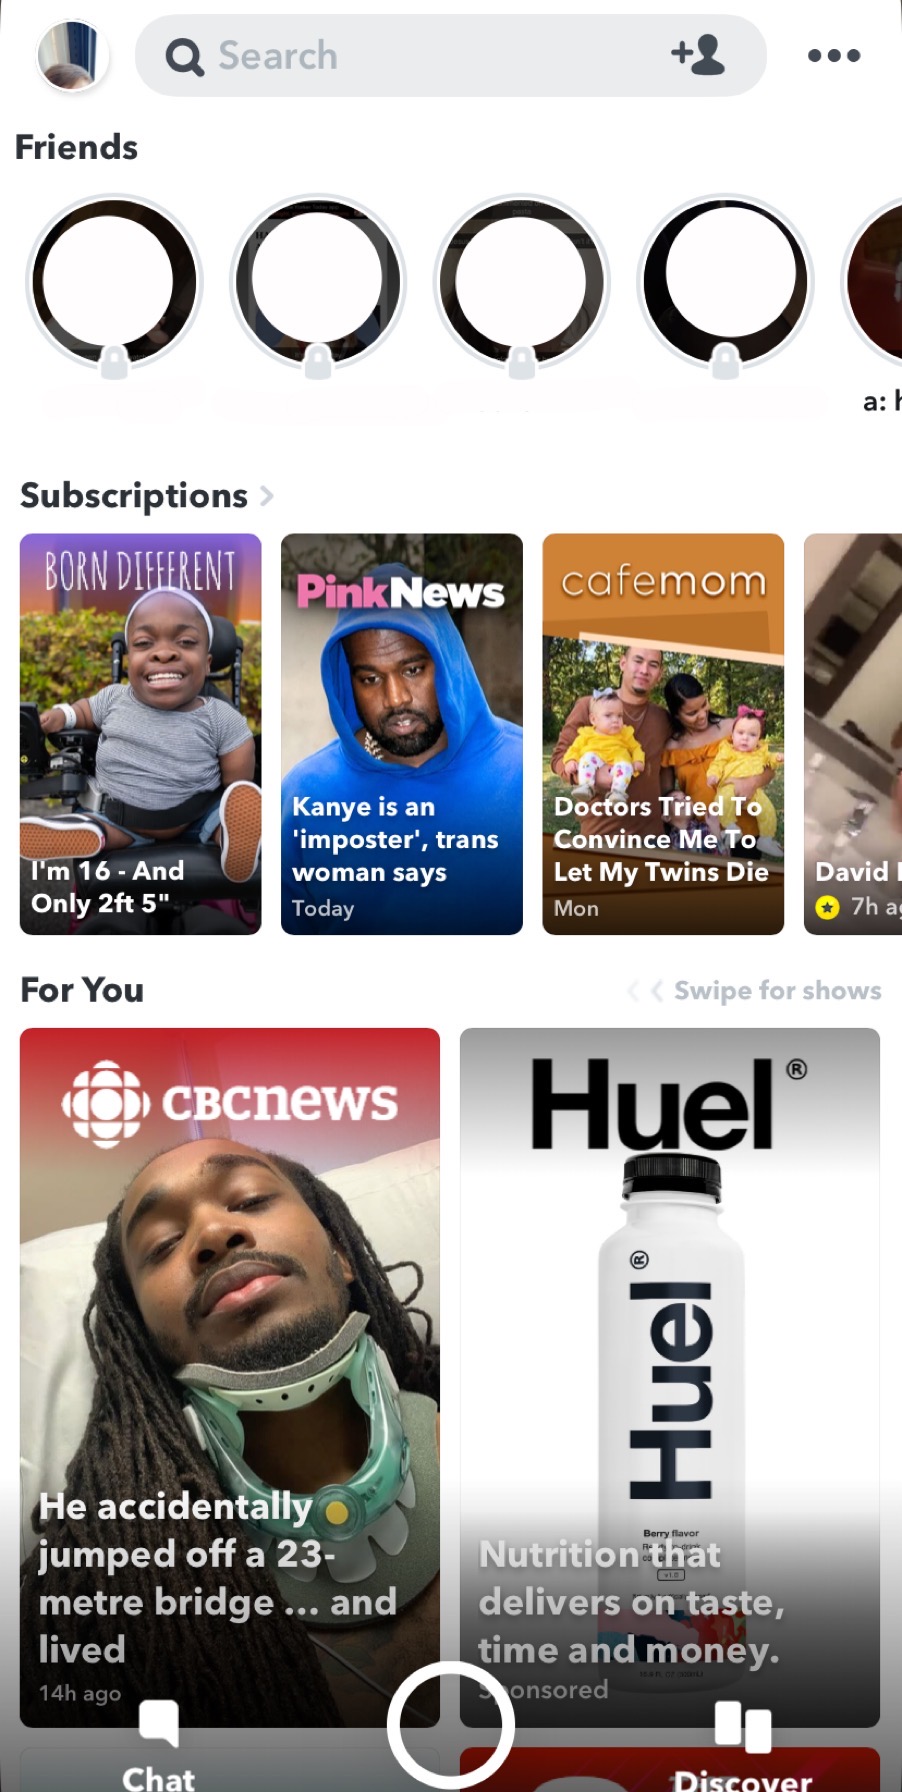 Search
Friends
a: h
Subscriptions
BORN DIFFERENT
I'm 16 - And
Only 2ft 5"
PinkNews
Kanye is an
'imposter', trans
woman says
Today
cafemom
Doctors Tried To
Convince Me To
Let My Twins Die
Mon
David
7h ag
For You
Swipe for shows
CBCnews
He accidentally
jumped off a 23-
metre bridge ... and
lived
14h ago
Huel®
Huel®
Berry flavor
v1.0
Nutrition that
delivers on taste,
time and money.
Sponsored
Chat
Discover